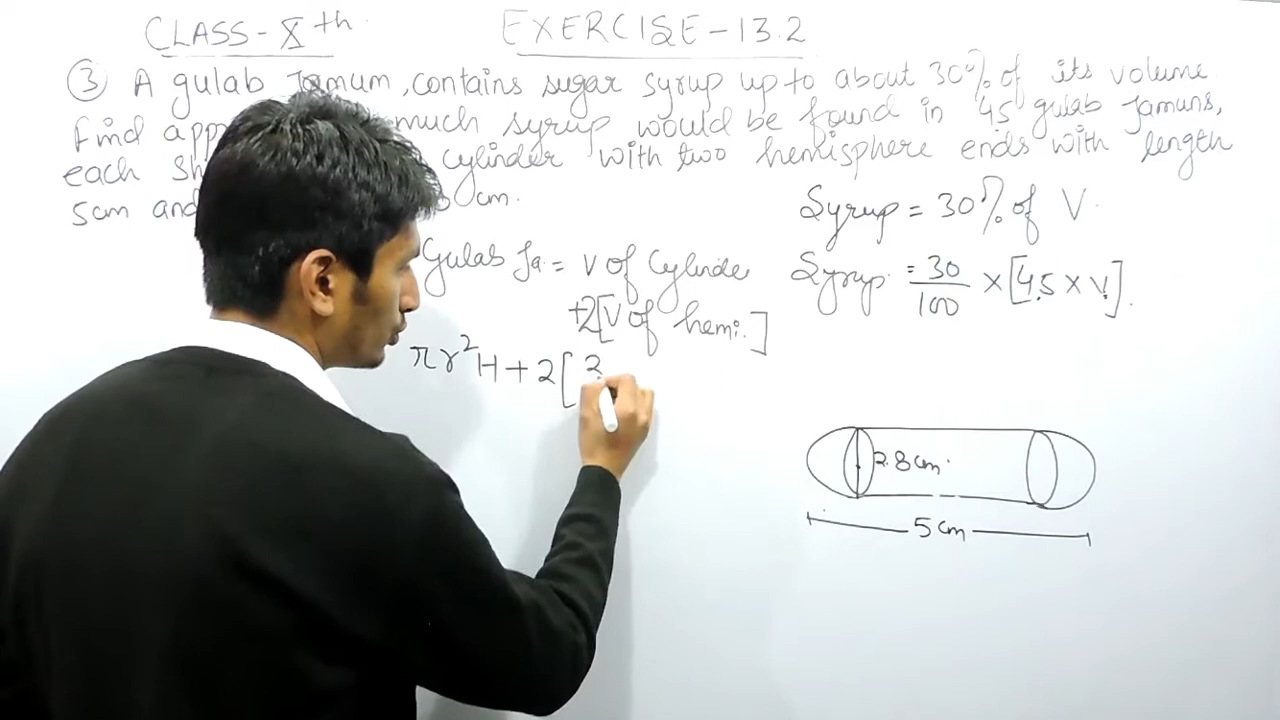 CLASS-Xth EXERCISE-13.2
③ A gulab Jamum, contains sugar syrup up to about 30% of its volume
Find app much syrup would be found in 45 gulab Jamuns,
each sh cylinder with two hemisphere ends with length
5cm and cm.
Syrup = 30% of V
Gulab Ja. = V of Cylinder
+2[V of hemi.]
Syrup = 30/100 × [45 × V].
πr²H + 2[2
2.8cm
5cm